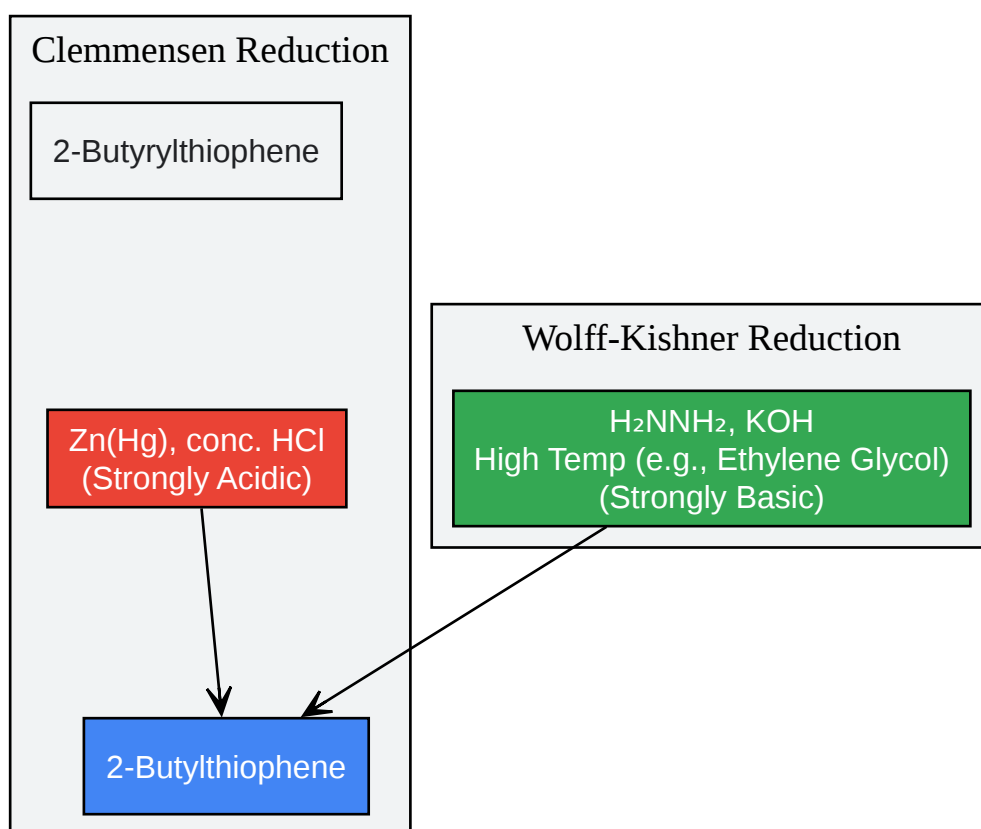 Clemmensen Reduction
2-Butyrylthiophene
Wolff-Kishner Reduction
Zn(Hg), conc. HCl
(Strongly Acidic)
H₂NNH₂, KOH
High Temp (e.g., Ethylene Glycol)
(Strongly Basic)
2-Butylthiophene